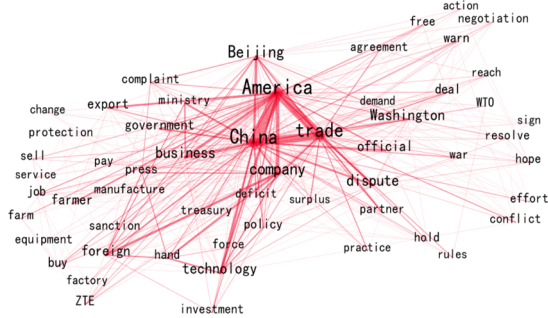 action
free
negotiation
warn
Beijing
agreement
complaint
reach
America
deal
change
export
ministry
demand
WTO
Washington
government
sign
protection
China
trade
resolve
official
sell
business
war
hope
pay
service
press
company
dispute
job
manufacture
deficit
farmer
surplus
effort
farm
treasury
partner
conflict
sanction
policy
equipment
hold
force
practice
foreign
hand
rules
buy
technology
factory
ZTE
investment